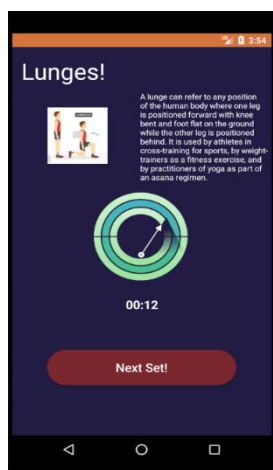 3:54
Lunges!
A lunge can refer to any position
of the human body where one leg
is positioned forward with knee
bent and foot flat on the ground
while the other leg is positioned
behind. It is used by athletes in
cross-training for sports, by weight-
trainers as a fitness exercise, and
by practitioners of yoga as part of
an asana regimen.
00:12
Next Set!